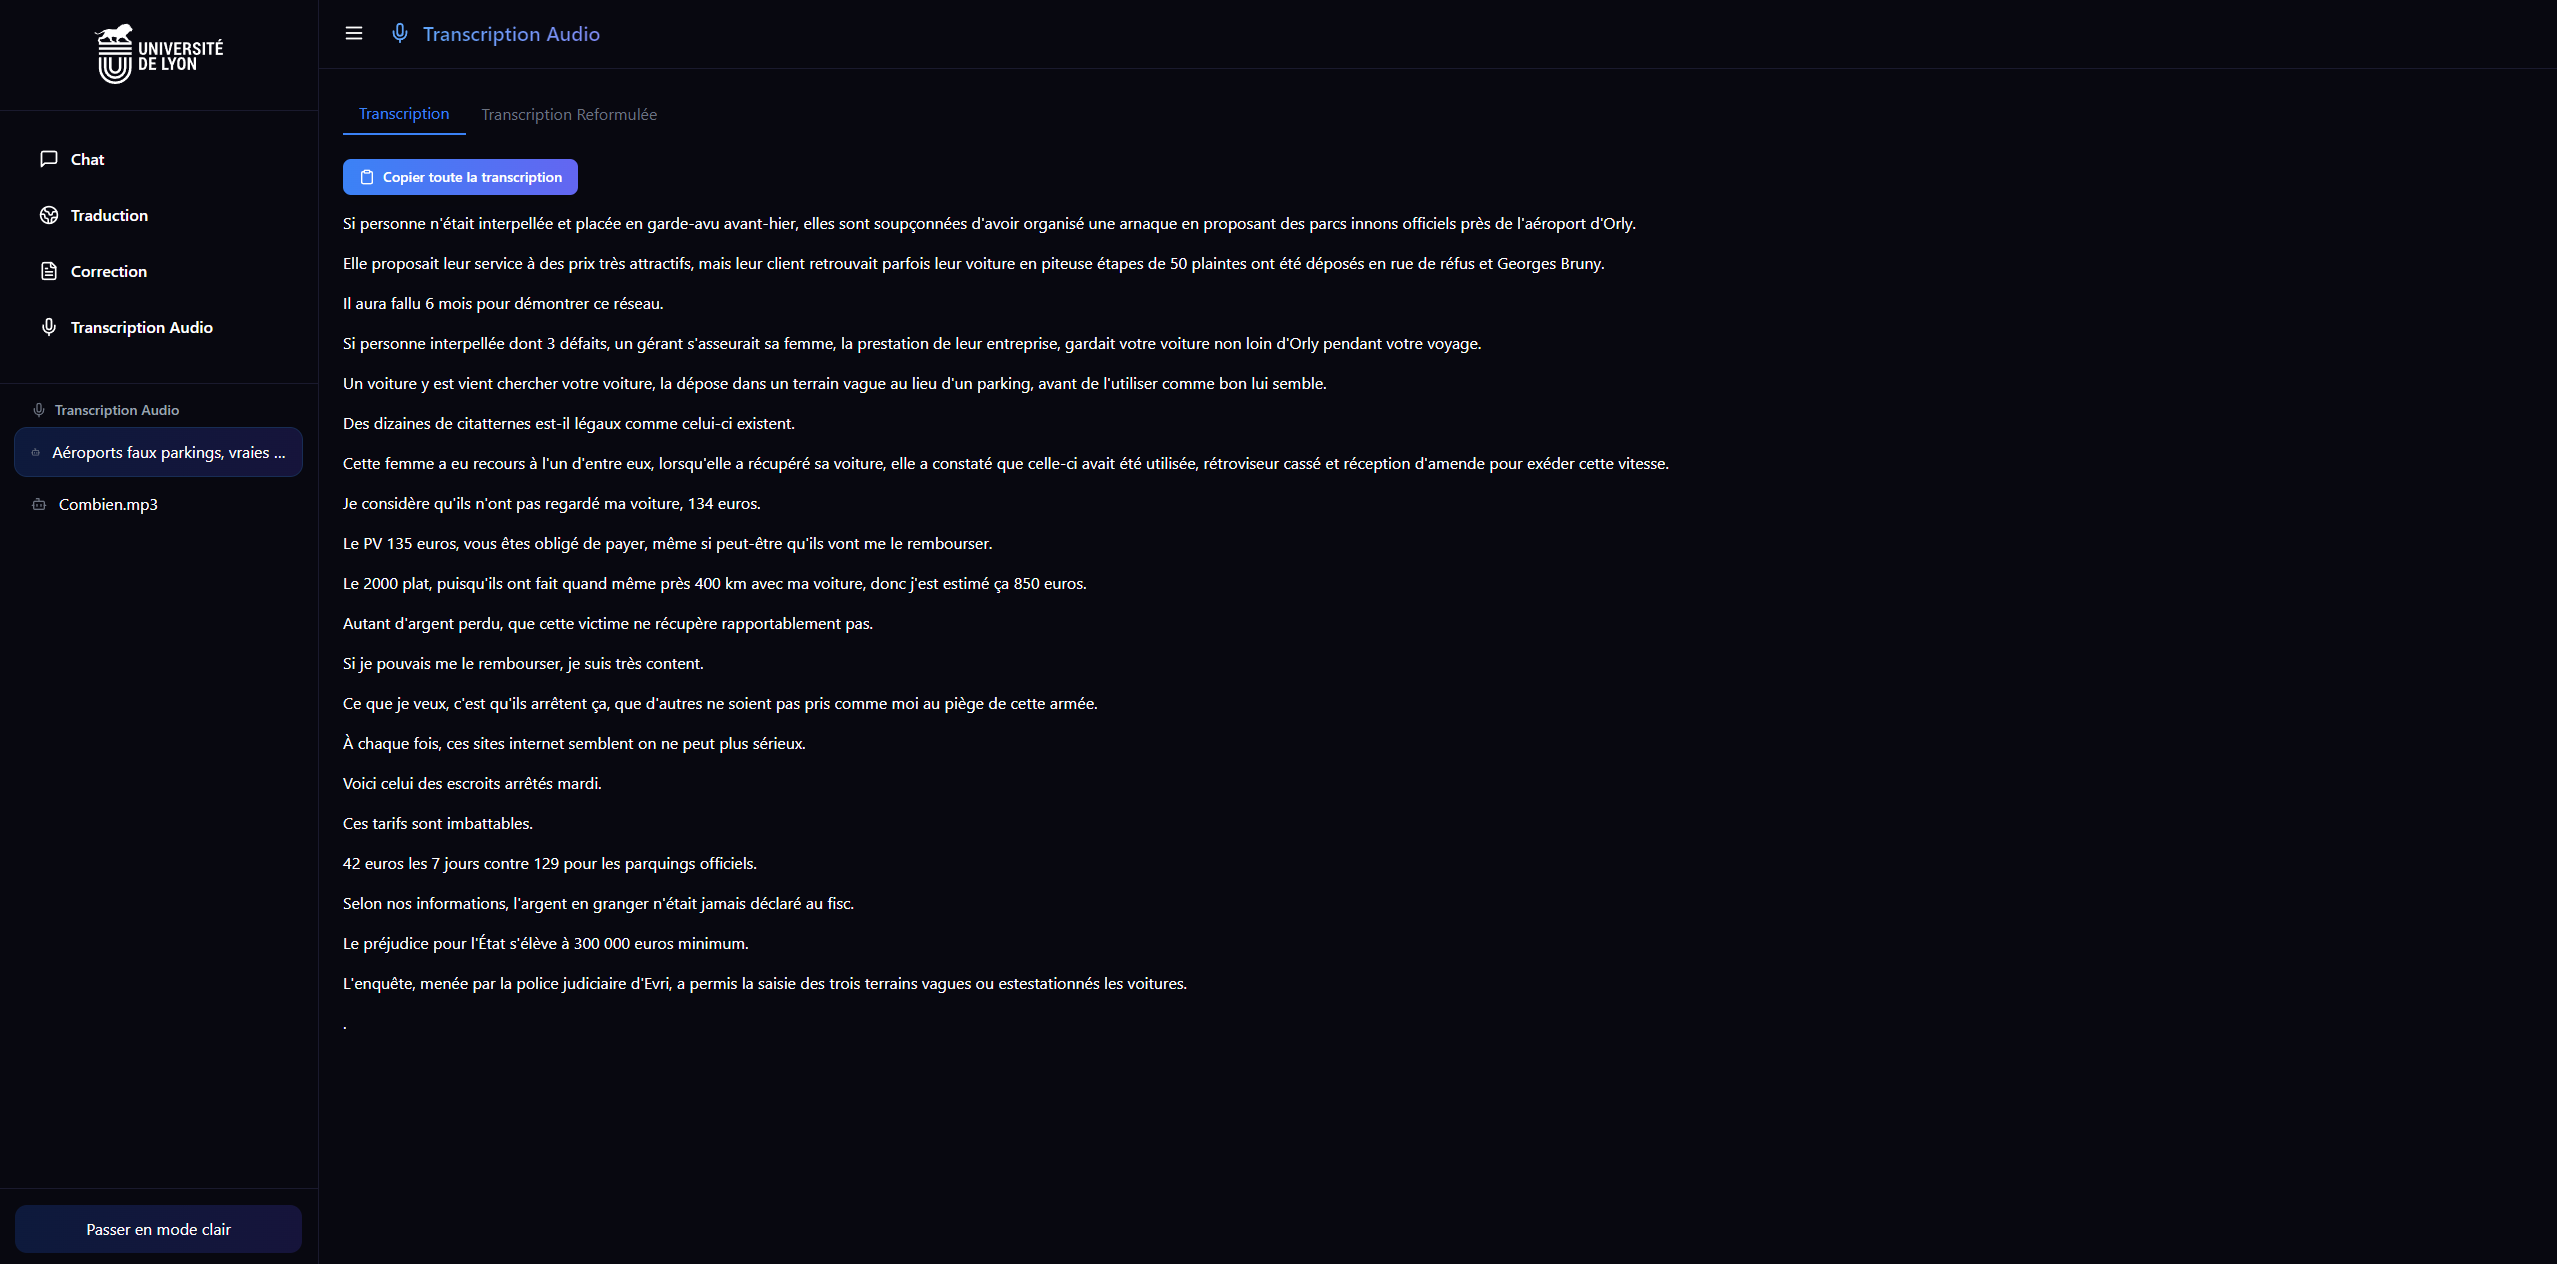 UNIVERSITÉ
DE LYON
Chat
Traduction
Correction
Transcription Audio
Transcription Audio
Aéroports faux parkings, vraies ...
Combien.mp3
Passer en mode clair
Transcription Audio
Transcription
Transcription Reformulée
Copier toute la transcription
Si personne n'était interpellée et placée en garde-avu avant-hier, elles sont soupçonnées d'avoir organisé une arnaque en proposant des parcs innons officiels près de l'aéroport d'Orly.
Elle proposait leur service à des prix très attractifs, mais leur client retrouvait parfois leur voiture en piteuse étapes de 50 plaintes ont été déposés en rue de réfus et Georges Bruny.
Il aura fallu 6 mois pour démontrer ce réseau.
Si personne interpellée dont 3 défaits, un gérant s'asseurait sa femme, la prestation de leur entreprise, gardait votre voiture non loin d'Orly pendant votre voyage.
Un voiture y est vient chercher votre voiture, la dépose dans un terrain vague au lieu d'un parking, avant de l'utiliser comme bon lui semble.
Des dizaines de citatternes est-il légaux comme celui-ci existent.
Cette femme a eu recours à l'un d'entre eux, lorsqu'elle a récupéré sa voiture, elle a constaté que celle-ci avait été utilisée, rétroviseur cassé et réception d'amende pour exéder cette vitesse.
Je considère qu'ils n'ont pas regardé ma voiture, 134 euros.
Le PV 135 euros, vous êtes obligé de payer, même si peut-être qu'ils vont me le rembourser.
Le 2000 plat, puisqu'ils ont fait quand même près 400 km avec ma voiture, donc j'est estimé ça 850 euros.
Autant d'argent perdu, que cette victime ne récupère rapportablement pas.
Si je pouvais me le rembourser, je suis très content.
Ce que je veux, c'est qu'ils arrêtent ça, que d'autres ne soient pas pris comme moi au piège de cette armée.
À chaque fois, ces sites internet semblent on ne peut plus sérieux.
Voici celui des escroits arrêtés mardi.
Ces tarifs sont imbattables.
42 euros les 7 jours contre 129 pour les parquings officiels.
Selon nos informations, l'argent en granger n'était jamais déclaré au fisc.
Le préjudice pour l'État s'élève à 300 000 euros minimum.
L'enquête, menée par la police judiciaire d'Evri, a permis la saisie des trois terrains vagues ou estestationnés les voitures.
.